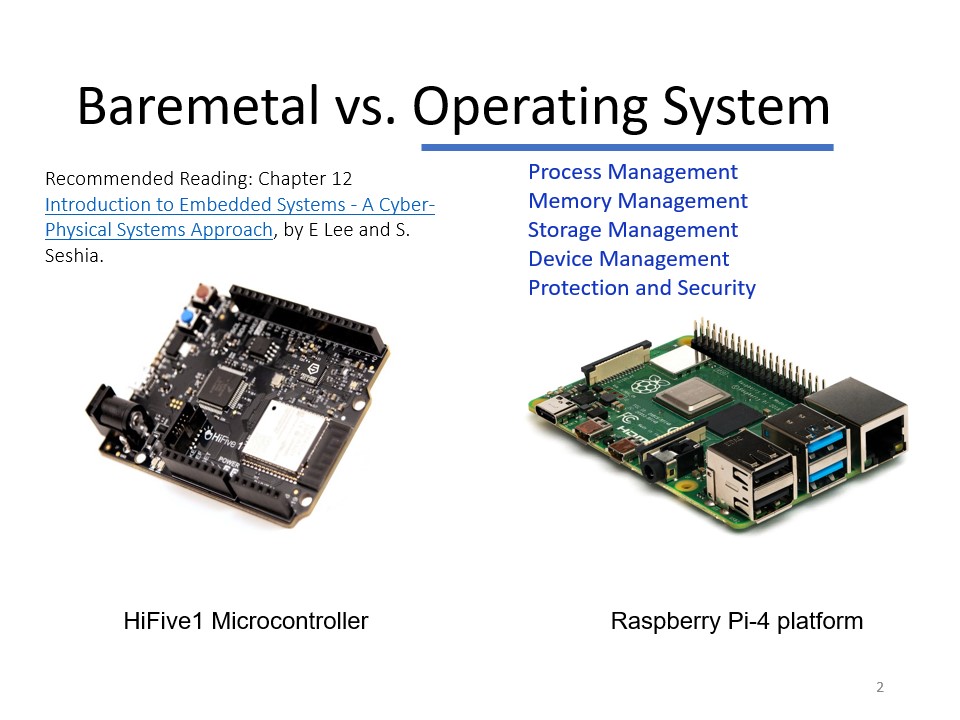 Baremetal vs. Operating System
Recommended Reading: Chapter 12
Introduction to Embedded Systems - A Cyber-
Physical Systems Approach, by E Lee and S.
Seshia.
Process Management
Memory Management
Storage Management
Device Management
Protection and Security
HiFive1
POWER
HDMI
HiFive1 Microcontroller
Raspberry Pi-4 platform
2